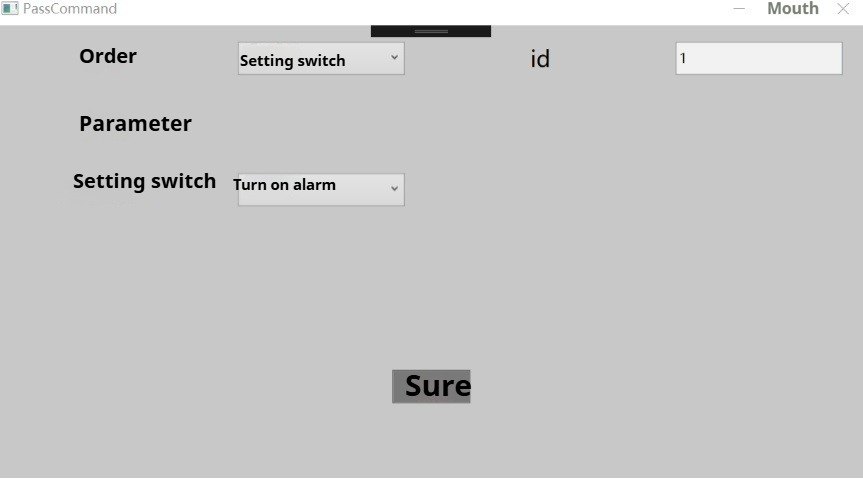 PassCommand
Mouth
Order
Setting switch
id
1
Parameter
Setting switch
Turn on alarm
Sure